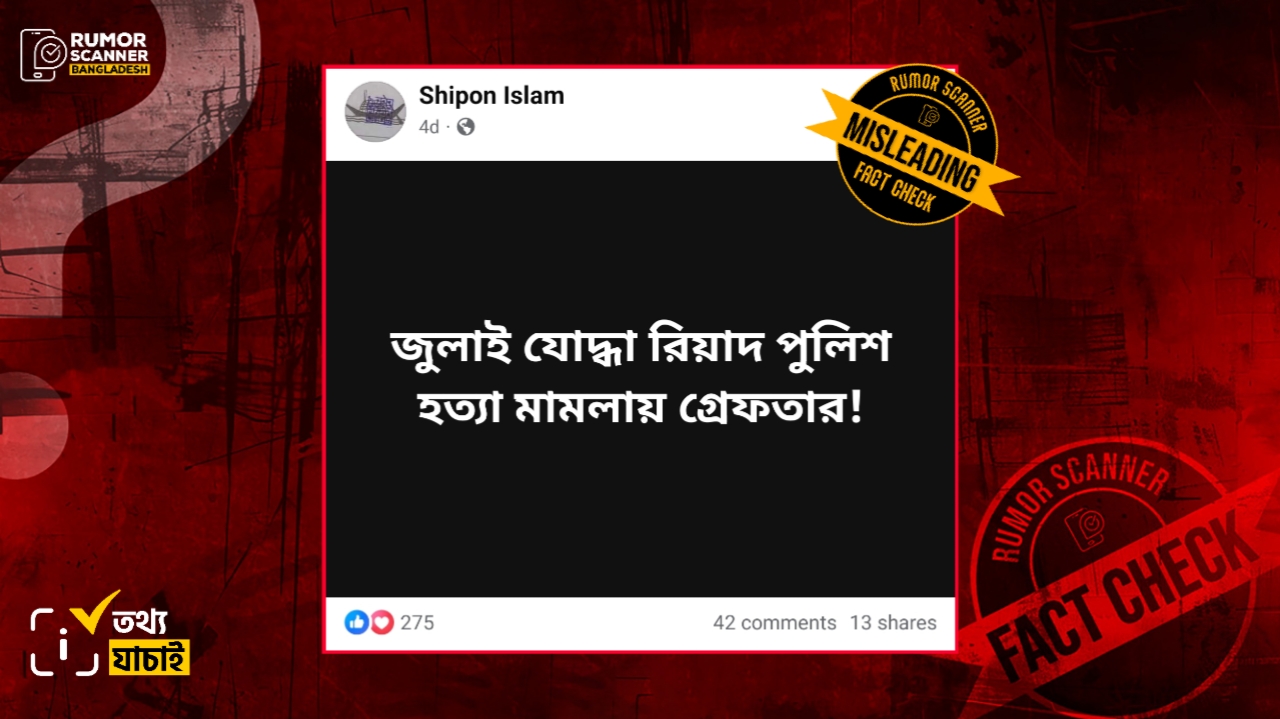 RUMOR
SCANNER
BANGLADESH
Shipon Islam
4d
RUMOR SCANNER
MISLEADING
FACT CHECK
জুলাই যোদ্ধা রিয়াদ পুলিশ
হত্যা মামলায় গ্রেফতার!
275
42 comments 13 shares
তথ্য
যাচাই
RUMOR SCANNER
FACT CHECK